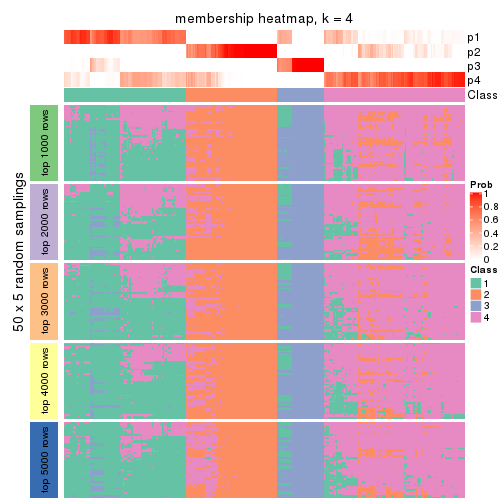 membership heatmap, k = 4
p1
p2
p3
p4
Class
50 x 5 random samplings
top 1000 rows
top 2000 rows
top 3000 rows
top 4000 rows
top 5000 rows
Prob
1
0.8
0.6
0.4
0.2
0
Class
1
2
3
4